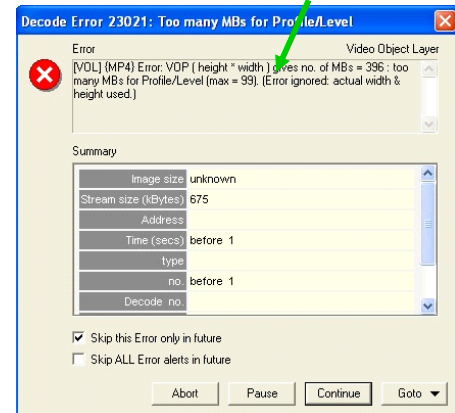 Decode Error 23021: Too many MBs for Profile/Level
Error Video Object Layer
[VOL] {MP4} Error: VOP ( height * width ) gives no. of MBs = 396 : too
many MBs for Profile/Level (max = 99). (Error ignored: actual width &
height used.)
Summary
Image size unknown
Stream size (kBytes) 675
Address
Time (secs) before 1
type
no. before 1
Decode no.
Skip this Error only in future
Skip ALL Error alerts in future
Abort Pause Continue Goto